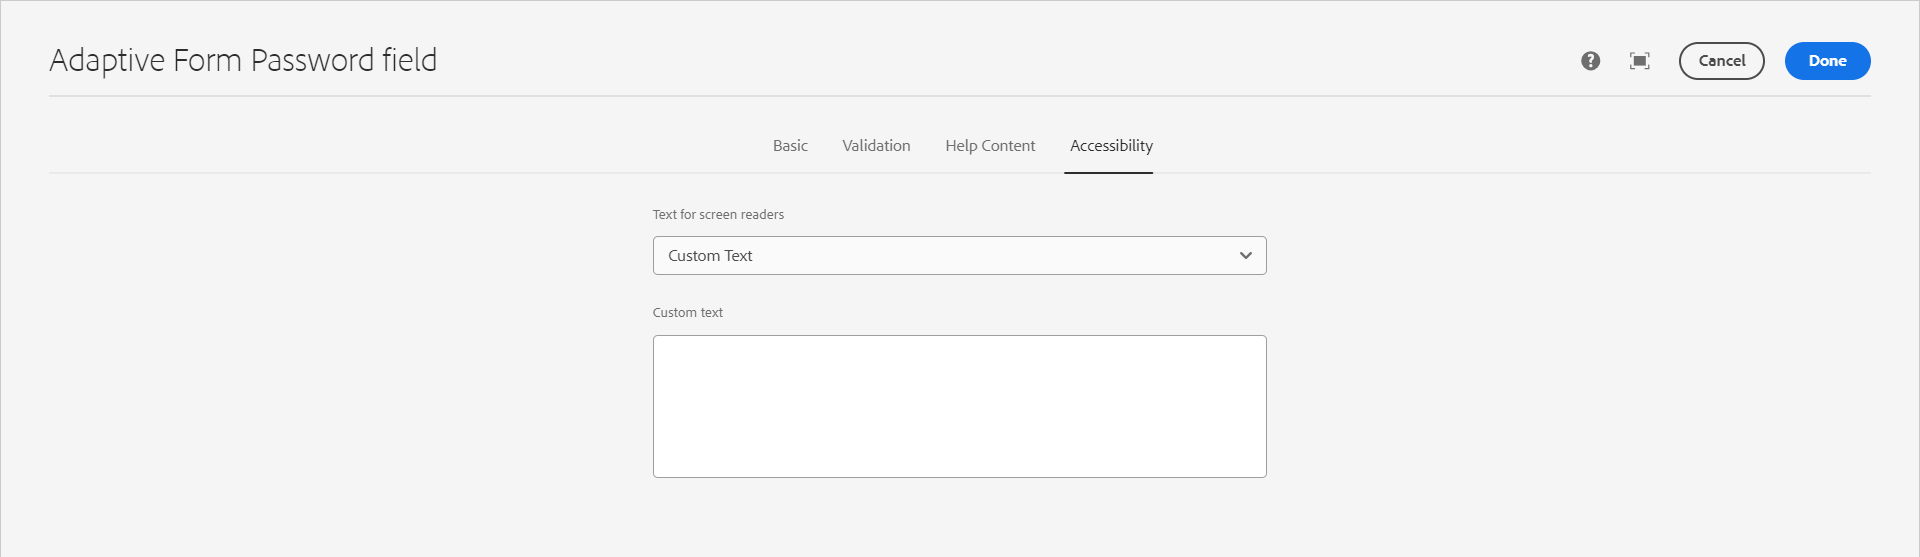 Adaptive Form Password field
Cancel
Done
Basic
Validation
Help Content
Accessibility
Text for screen readers
Custom Text
Custom text